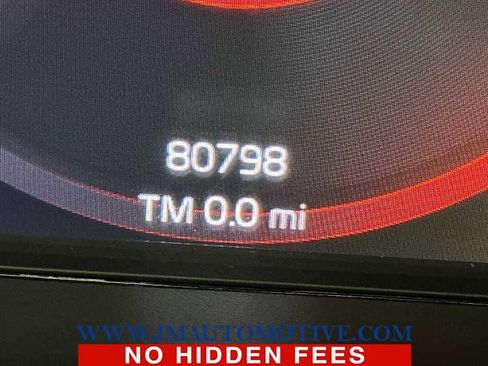 80798
TM 0.0 mi
WWW.JMAUTOMOTIVE.COM
NO HIDDEN FEES